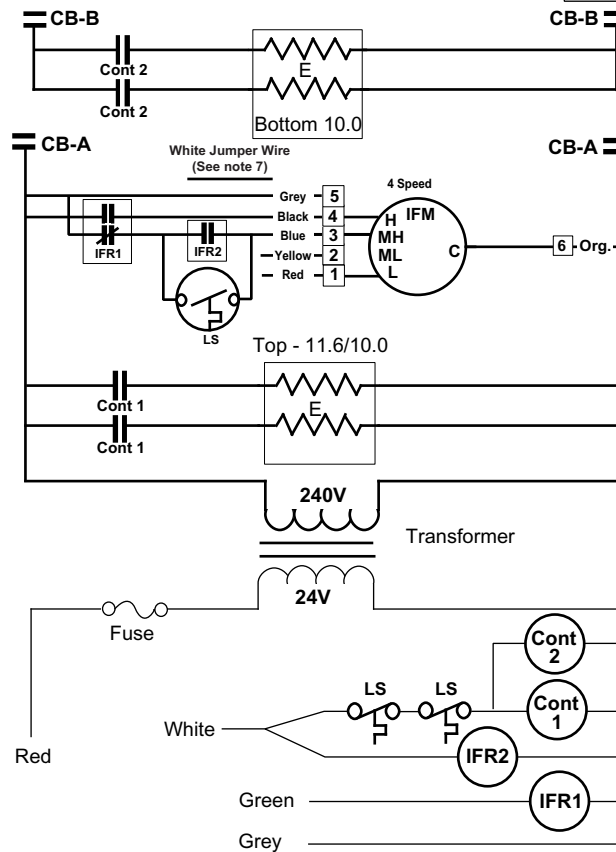 CB-B
CB-B
Cont 2
E
Cont 2
Bottom 10.0
CB-A
CB-A
White Jumper Wire
(See note 7)
4 Speed
Grey 5
Black 4 H IFM
Blue 3 MH
IFR1
IFR2
C
6 Org.
Yellow 2 ML
Red 1 L
LS
Top - 11.6/10.0
Cont 1
E
Cont 1
240V
Transformer
24V
Fuse
Cont
2
LS
LS
Cont
1
White
Red
IFR2
Green
IFR1
Grey